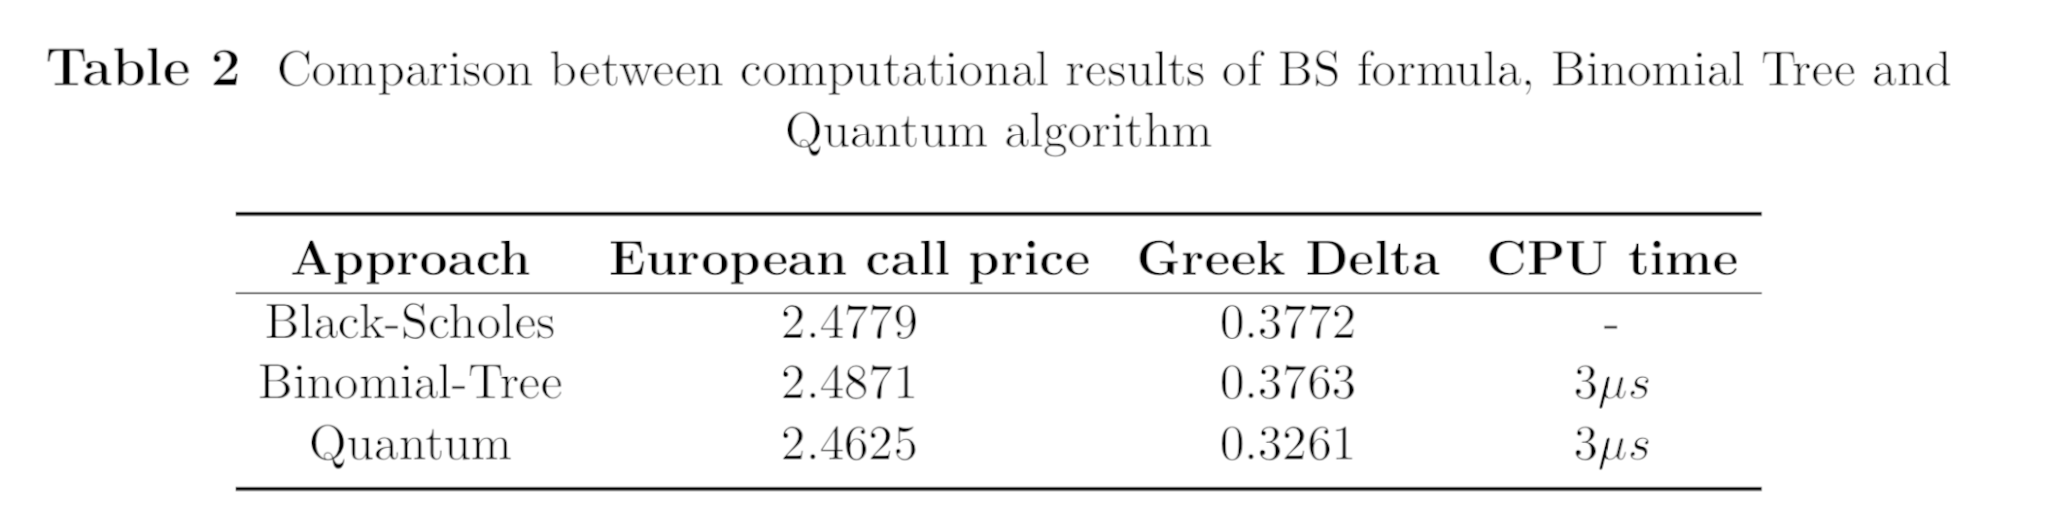 Table 2 Comparison between computational results of BS formula, Binomial Tree and
Quantum algorithm
Approach European call price Greek Delta CPU time
Black-Scholes 2.4779 0.3772 -
Binomial-Tree 2.4871 0.3763 3μs
Quantum 2.4625 0.3261 3μs